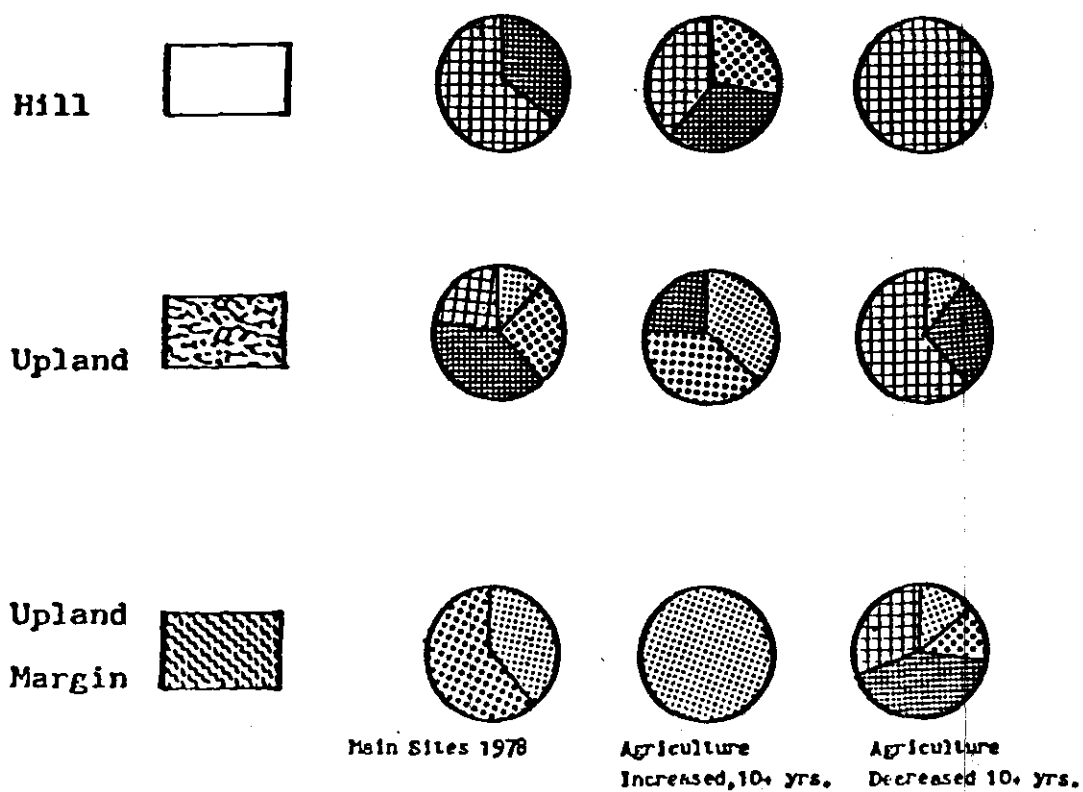 Hill
Upland
Upland
Margin
Main Sites 1978
Agriculture
Increased, 10+ yrs.
Agriculture
Decreased 10+ yrs.